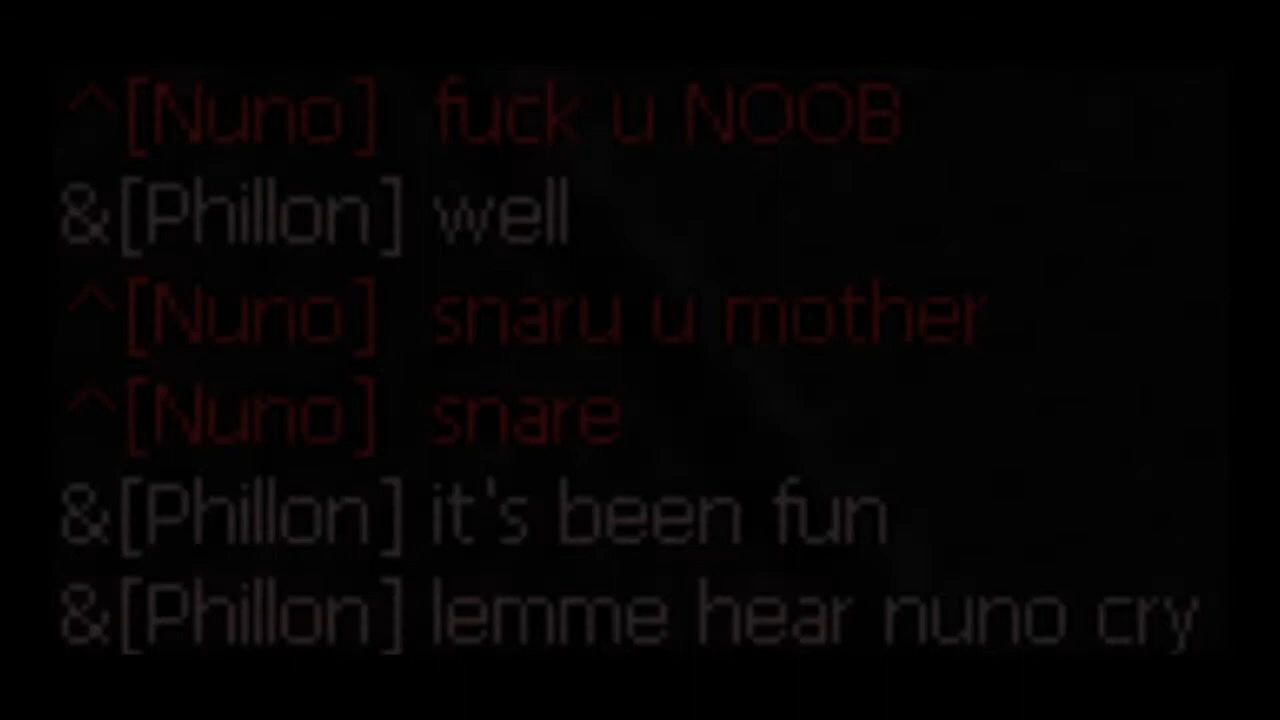 ^[Nuno] fuck u NOOB
&[Phillon] well
^[Nuno] snaru u mother
^[Nuno] snare
&[Phillon] it's been fun
&[Phillon] lemme hear nuno cry